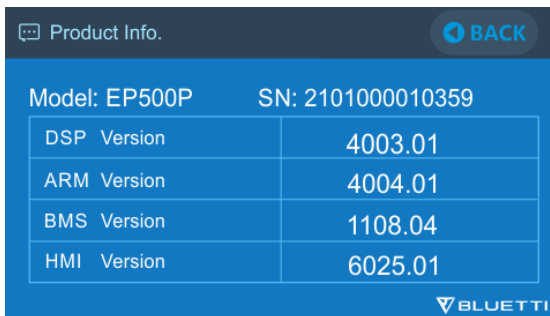 Product Info.
BACK
Model: EP500P SN: 2101000010359
DSP Version 4003.01
ARM Version 4004.01
BMS Version 1108.04
HMI Version 6025.01
BLUETTI